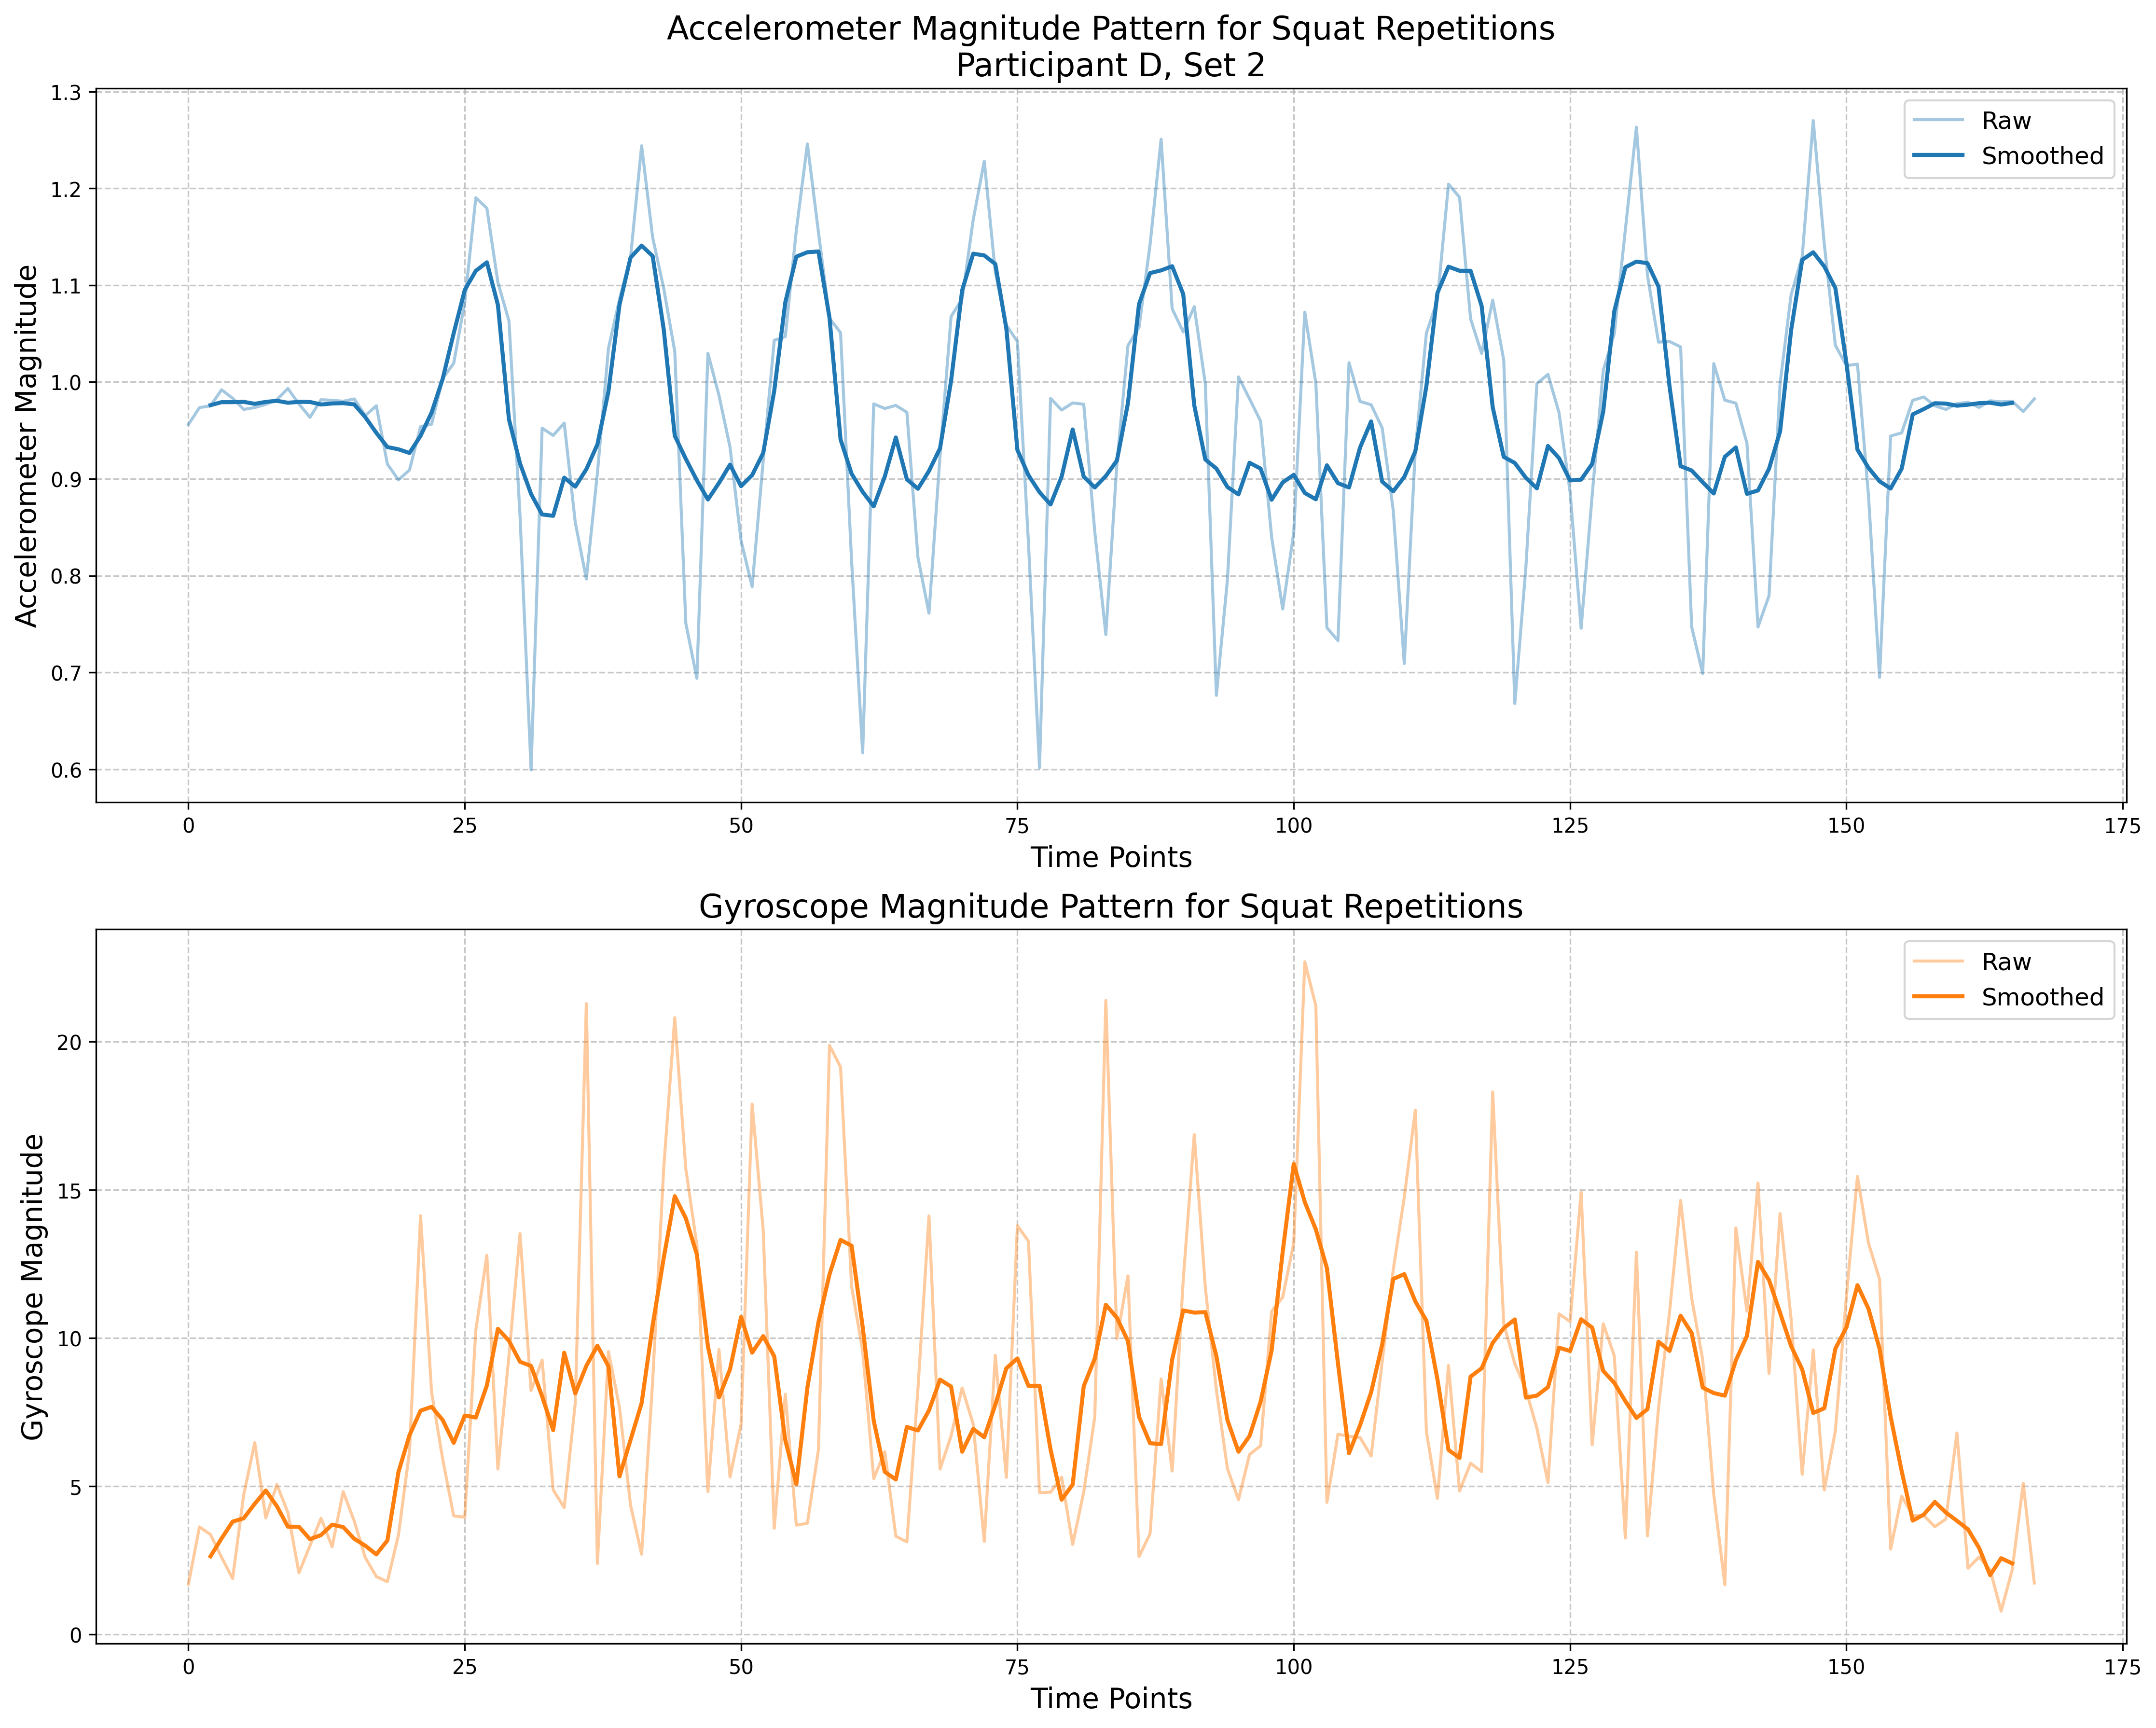 Accelerometer Magnitude Pattern for Squat Repetitions
Participant D, Set 2
Accelerometer Magnitude
1.3
1.2
1.1
1.0
0.9
0.8
0.7
0.6
Raw
Smoothed
0 25 50 75 100 125 150 175
Time Points
Gyroscope Magnitude Pattern for Squat Repetitions
Gyroscope Magnitude
20
15
10
5
0
Raw
Smoothed
0 25 50 75 100 125 150 175
Time Points